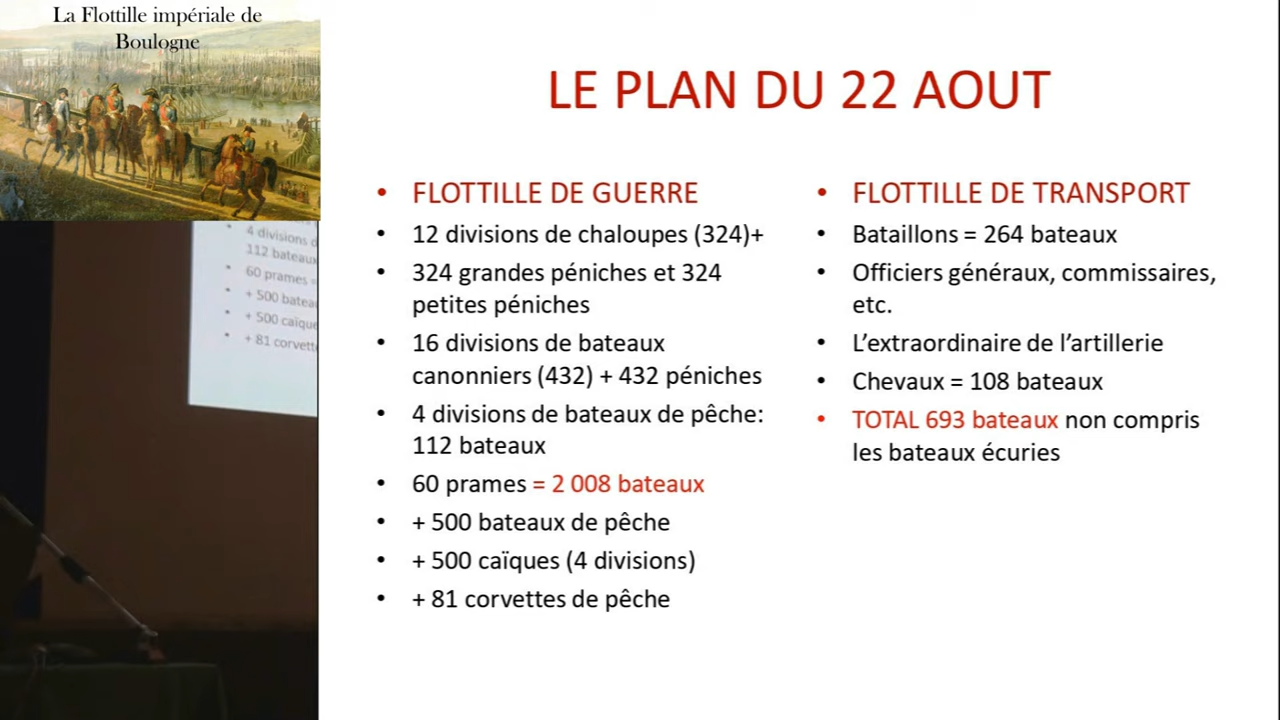 La Flottille impériale de
Boulogne
LE PLAN DU 22 AOUT
• FLOTTILLE DE GUERRE
• 12 divisions de chaloupes (324)+
• 324 grandes péniches et 324
petites péniches
• 16 divisions de bateaux
canonniers (432) + 432 péniches
• 4 divisions de bateaux de pêche:
112 bateaux
• 60 prames = 2 008 bateaux
• + 500 bateaux de pêche
• + 500 caïques (4 divisions)
• + 81 corvettes de pêche
• FLOTTILLE DE TRANSPORT
• Bataillons = 264 bateaux
• Officiers généraux, commissaires,
etc.
• L’extraordinaire de l’artillerie
• Chevaux = 108 bateaux
• TOTAL 693 bateaux non compris
les bateaux écuries
• 4 divisions
112 bateaux
• 60 prames =
• + 500
• + 500
• + 81